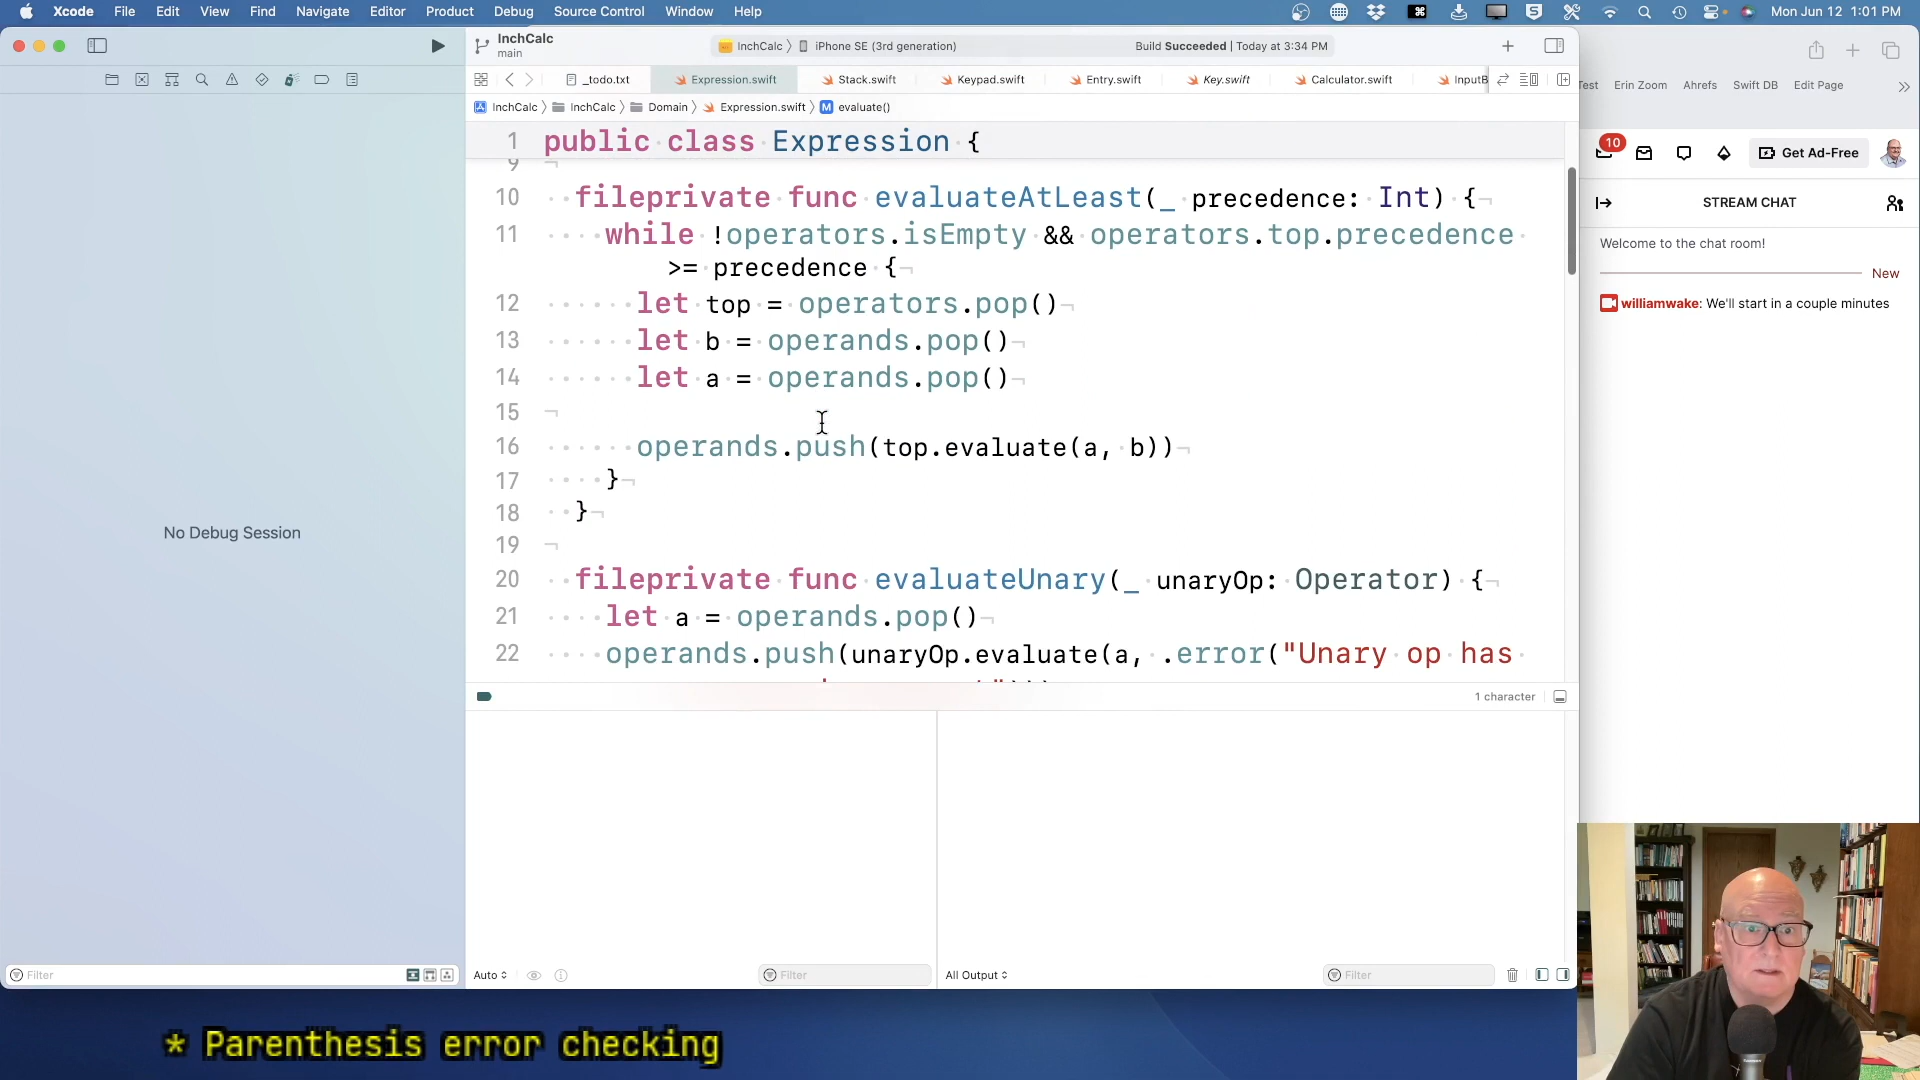 Xcode File Edit View Find Navigate Editor Product Debug Source Control Window Help
Mon Jun 12 1:01 PM
InchCalc
main
InchCalc iPhone SE (3rd generation)
Build Succeeded | Today at 3:34 PM
_todo.txt Expression.swift Stack.swift Keypad.swift Entry.swift Key.swift Calculator.swift InputB
InchCalc InchCalc Domain Expression.swift M evaluate()
1 public class Expression {
9
10 fileprivate func evaluateAtLeast(_ precedence: Int) {
11 while !operators.isEmpty && operators.top.precedence
>= precedence {
12 let top = operators.pop()
13 let b = operands.pop()
14 let a = operands.pop()
15
16 operands.push(top.evaluate(a, b))
17 }
18 }
19
20 fileprivate func evaluateUnary(_ unaryOp: Operator) {
21 let a = operands.pop()
22 operands.push(unaryOp.evaluate(a, .error("Unary op has
1 character
No Debug Session
Filter
Auto
Filter
All Output
Filter
Test Erin Zoom Ahrefs Swift DB Edit Page
10
Get Ad-Free
STREAM CHAT
Welcome to the chat room!
New
williamwake: We'll start in a couple minutes
* Parenthesis error checking